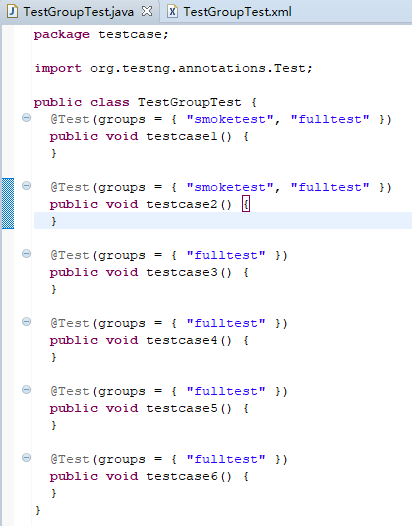 TestGroupTest.java
TestGroupTest.xml
package testcase;
import org.testng.annotations.Test;
public class TestGroupTest {
@Test(groups = { "smoketest", "fulltest" })
public void testcase1() {
}
@Test(groups = { "smoketest", "fulltest" })
public void testcase2() {
}
@Test(groups = { "fulltest" })
public void testcase3() {
}
@Test(groups = { "fulltest" })
public void testcase4() {
}
@Test(groups = { "fulltest" })
public void testcase5() {
}
@Test(groups = { "fulltest" })
public void testcase6() {
}
}